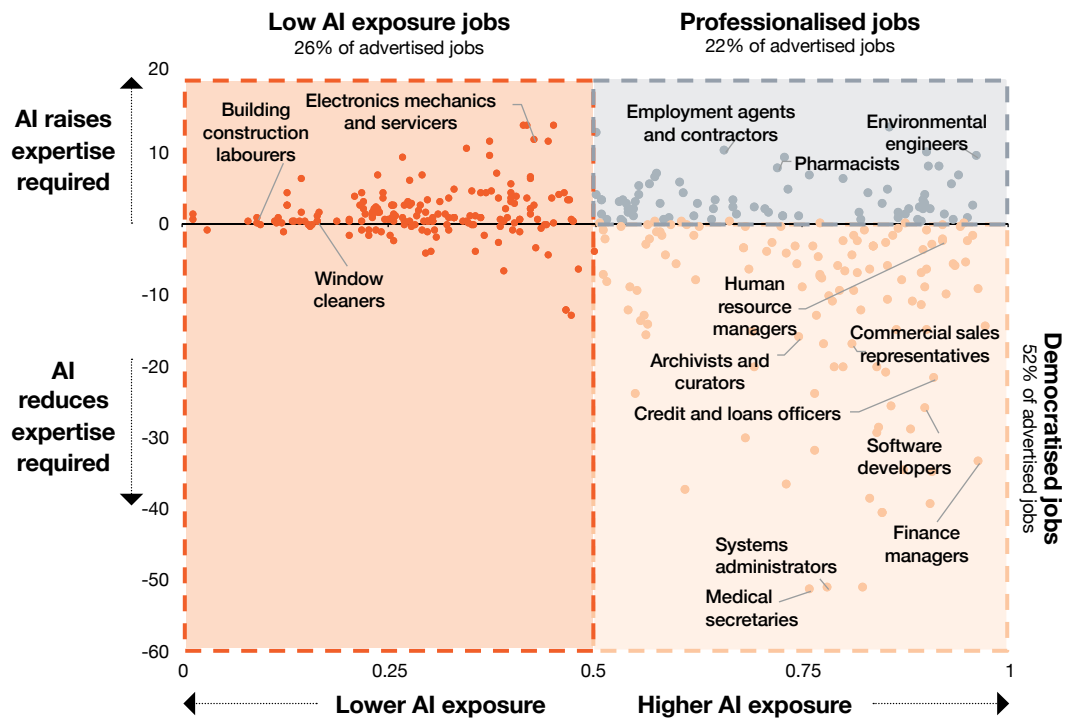 Low AI exposure jobs
26% of advertised jobs
Professionalised jobs
22% of advertised jobs
20
10
0
-10
-20
-30
-40
-50
-60
AI raises
expertise
required
AI
reduces
expertise
required
Building
construction
labourers
Electronics mechanics
and servicers
Window
cleaners
Employment agents
and contractors
Environmental
engineers
Pharmacists
Human
resource
managers
Commercial sales
representatives
Archivists and
curators
Credit and loans officers
Software
developers
Finance
managers
Systems
administrators
Medical
secretaries
Democratised jobs
52% of advertised jobs
0
0.25
0.5
0.75
1
Lower AI exposure
Higher AI exposure